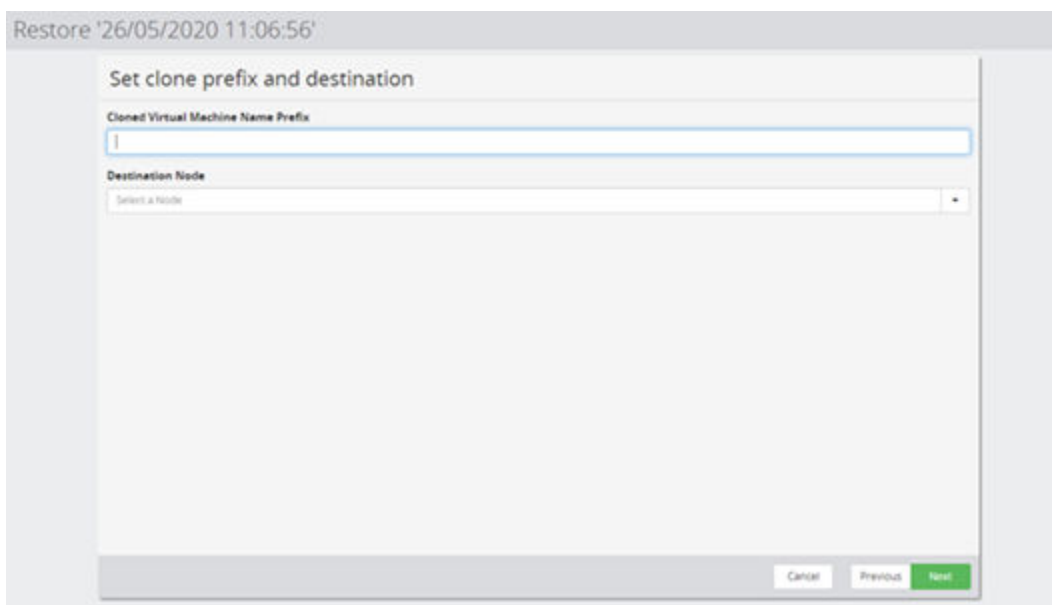 Restore '26/05/2020 11:06:56'
Set clone prefix and destination
Cloned Virtual Machine Name Prefix
Destination Node
Select a Node
Cancel Previous Next